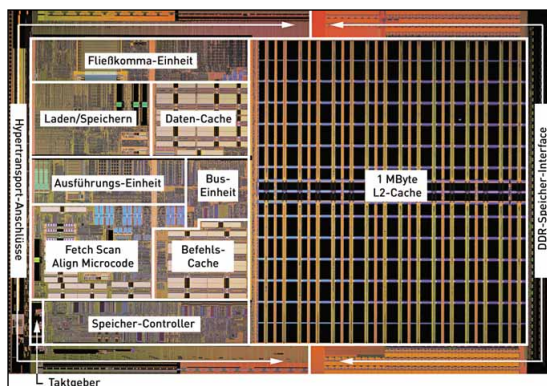 Fließkomma-Einheit
Laden/Speichern
Daten-Cache
Ausführungs-Einheit
Bus-
Einheit
Fetch Scan
Align Microcode
Befehls-
Cache
Speicher-Controller
Taktgeber
Hypertransport-Anschlüsse
1 MByte
L2-Cache
DDR-Speicher-Interface